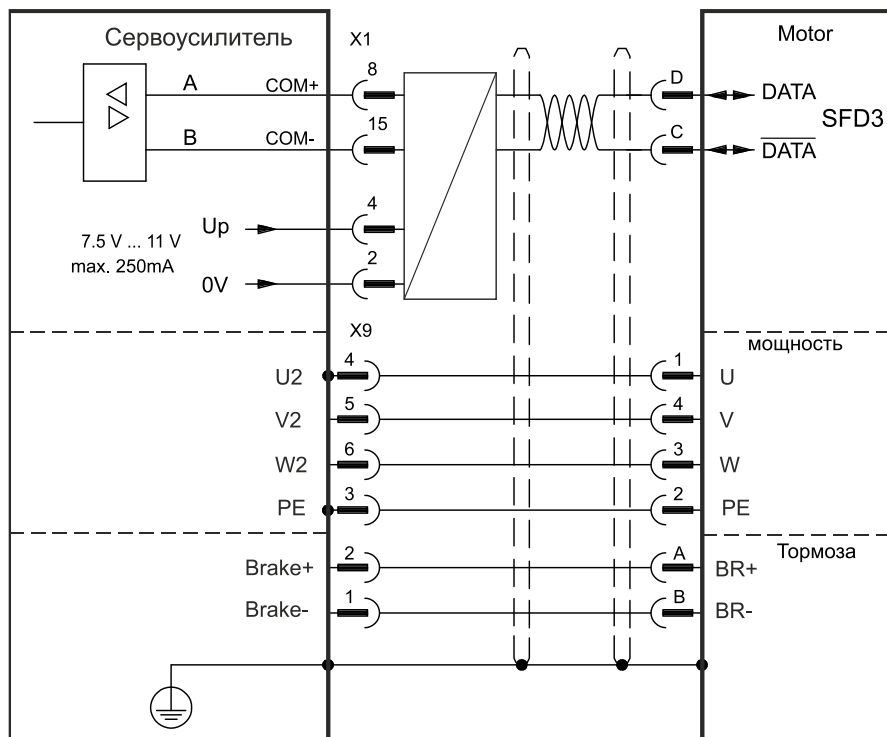 Сервоусилитель X1 Motor
8 D
A COM+ DATA
SFD3
15 C
B COM- DATA
4
Up
7.5 V ... 11 V
max. 250mA
2
0V
X9
мощность
4 1
U2 U
5 4
V2 V
6 3
W2 W
3 2
PE PE
Тормоза
2 A
Brake+ BR+
1 B
Brake- BR-